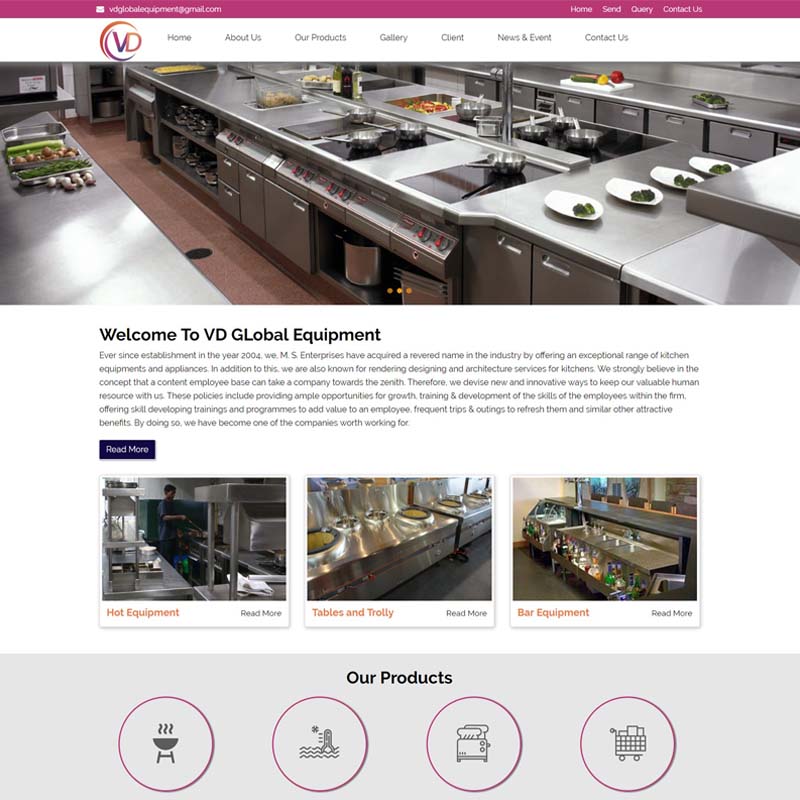 vdglobalequipment@gmail.com
Home Send Query Contact Us
VD
Home About Us Our Products Gallery Client News & Event Contact Us
Welcome To VD GLobal Equipment
Ever since establishment in the year 2004, we, M. S. Enterprises have acquired a revered name in the industry by offering an exceptional range of kitchen
equipments and appliances. In addition to this, we are also known for rendering designing and architecture services for kitchens. We strongly believe in the
concept that a content employee base can take a company towards the zenith. Therefore, we devise new and innovative ways to keep our valuable human
resource with us. These policies include providing ample opportunities for growth, training & development of the skills of the employees within the firm,
offering skill developing trainings and programmes to add value to an employee, frequent trips & outings to refresh them and similar other attractive
benefits. By doing so, we have become one of the companies worth working for.
Read More
Hot Equipment Read More
Tables and Trolly Read More
Bar Equipment Read More
Our Products